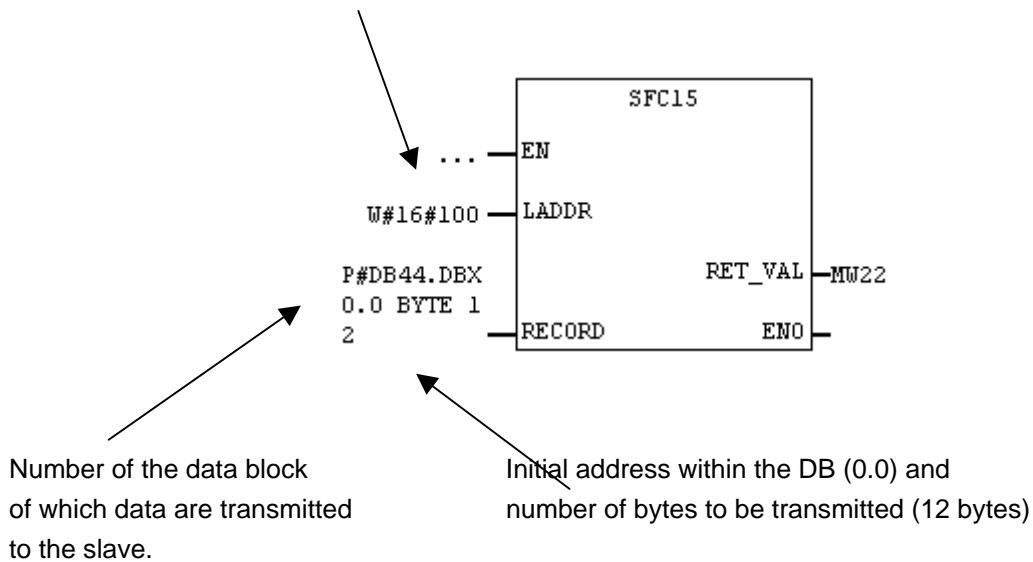 SFC15
... EN
W#16#100 LADDR
P#DB44.DBX RET_VAL MW22
0.0 BYTE 1
2 RECORD ENO
Number of the data block
of which data are transmitted
to the slave.
Initial address within the DB (0.0) and
number of bytes to be transmitted (12 bytes)